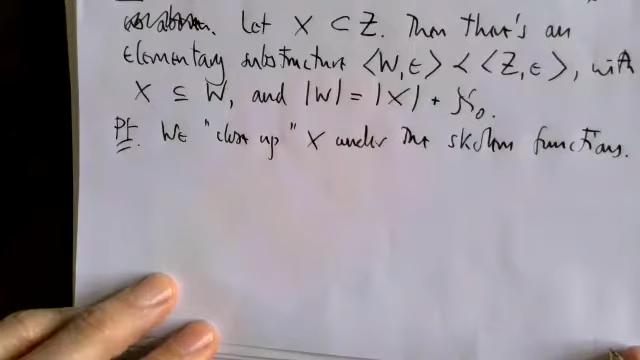 Let X ⊂ Z. Then there's an
elementary substructure ⟨W,∈⟩ ≺ ⟨Z,∈⟩, with
X ⊆ W, and |W| = |X| + ℵ₀.
Pf. We "close up" X under the skolem functions.